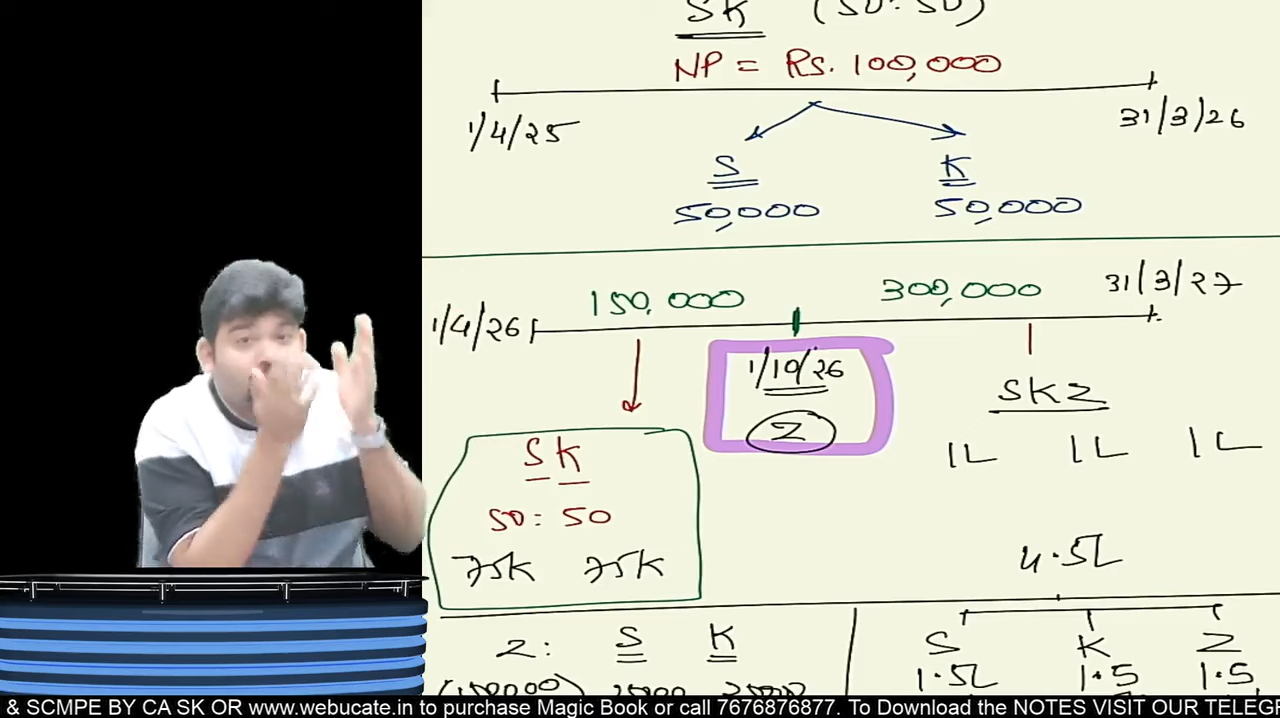 SK (50:50)
NP = Rs. 100,000
1/4/25 31/3/26
S K
50,000 50,000
150,000 300,000 31/3/27
1/4/26
1/10/26
Z
SKZ
1L 1L 1L
SK
50:50
75K 75K
4.5L
Z: S K
S K Z
1.5L 1.5 1.5
& SCMPE BY CA SK OR www.webucate.in to purchase Magic Book or call 7676876877. To Download the NOTES VISIT OUR TELEG